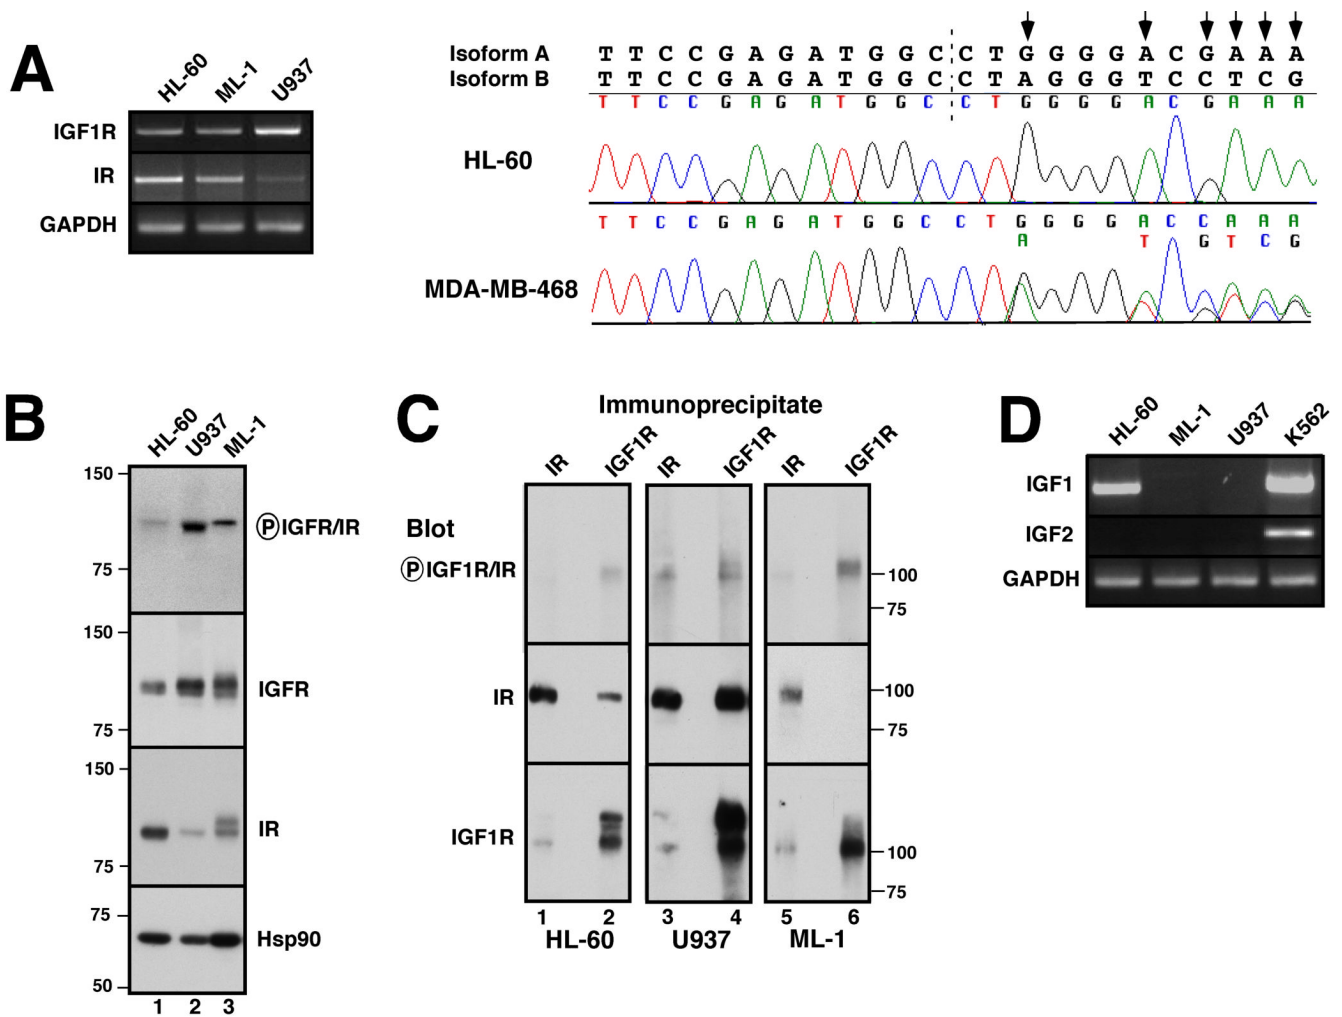 A
HL-60 ML-1 U937
IGF1R
IR
GAPDH
Isoform A T T C C G A G A T G G C C T G G G G A C G A A A
Isoform B T T C C G A G A T G G C C T A G G G T C C T C G
T T C C G A G A T G G C C T G G G G A C G A A A
HL-60
T T C C G A G A T G G C C T G G G G A C C A A A
A T G T C G
MDA-MB-468
B
HL-60 U937 ML-1
150
P IGFR/IR
75
150
IGFR
75
150
IR
75
75
Hsp90
50
1 2 3
C
Immunoprecipitate
IR IGF1R IR IGF1R IR IGF1R
Blot
P IGF1R/IR
100
75
IR
100
75
IGF1R
100
75
1 2 3 4 5 6
HL-60 U937 ML-1
D
HL-60 ML-1 U937 K562
IGF1
IGF2
GAPDH